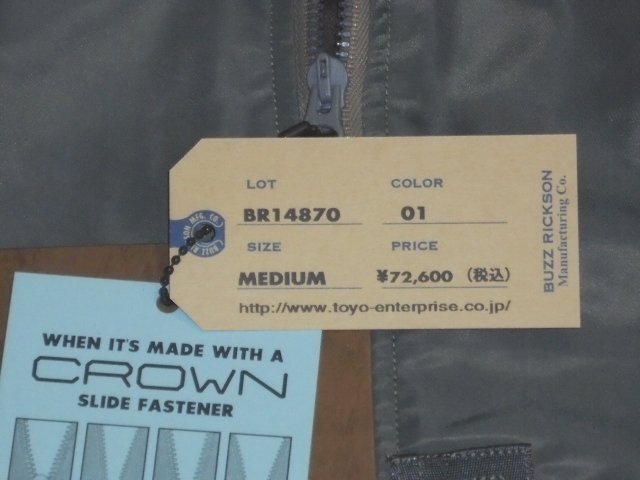 LOT
COLOR
BR14870
01
SIZE
PRICE
MEDIUM
¥72,600 (税込)
http://www.toyo-enterprise.co.jp/
BUZZ RICKSON
Manufacturing Co.
WHEN IT'S MADE WITH A
CROWN
SLIDE FASTENER